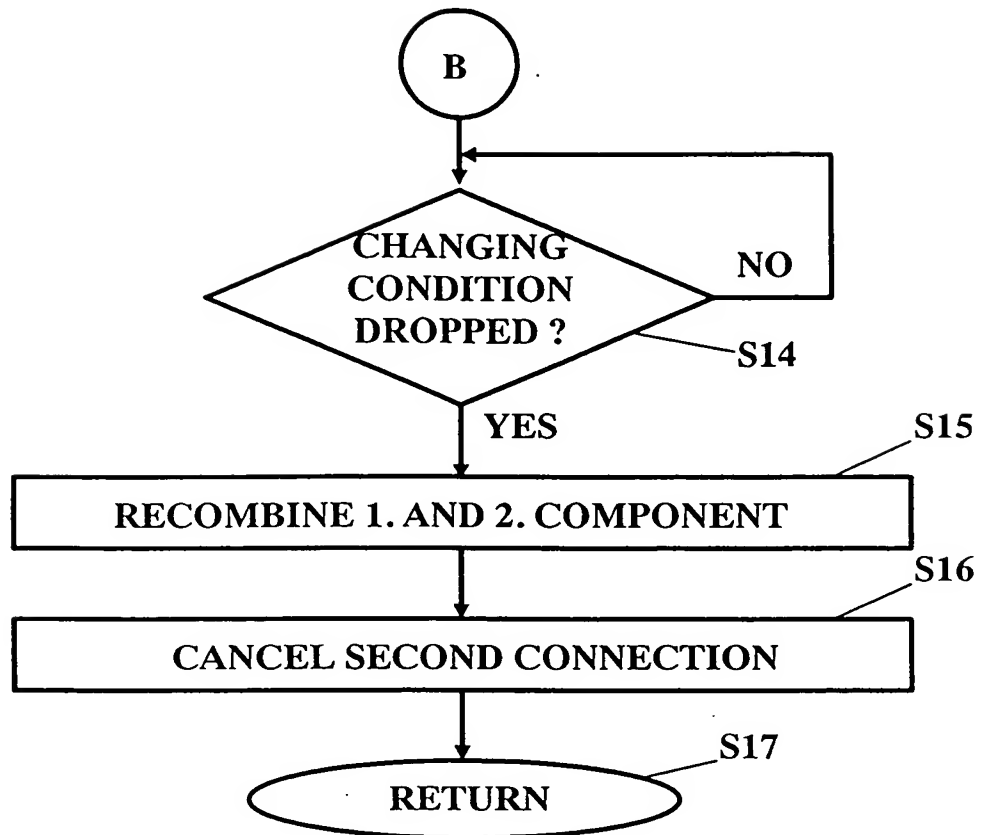 B
CHANGING
CONDITION
DROPPED ?
NO
S14
YES
S15
RECOMBINE 1. AND 2. COMPONENT
S16
CANCEL SECOND CONNECTION
S17
RETURN